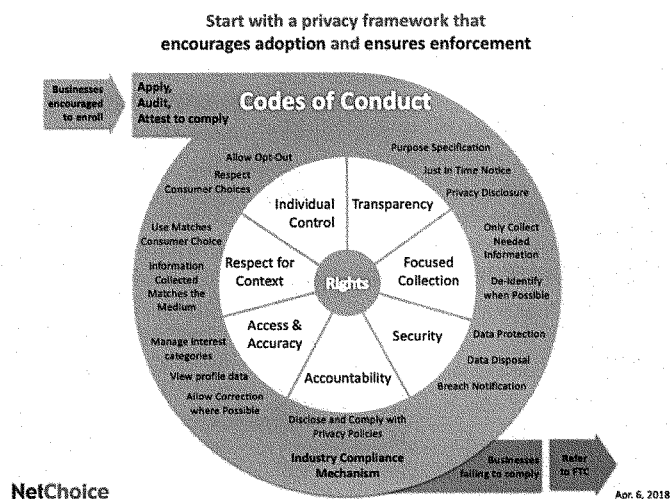 Start with a privacy framework that
encourages adoption and ensures enforcement
Businesses
encouraged
to enroll
Apply,
Audit,
Attest to comply
Codes of Conduct
Allow Opt-Out
Respect
Consumer Choices
Purpose Specification
Just In Time Notice
Privacy Disclosure
Individual
Control
Transparency
Use Matches
Consumer Choice
Information
Collected
Matches the
Medium
Respect for
Context
Rights
Focused
Collection
Only Collect
Needed
Information
De-Identify
when Possible
Access &
Accuracy
Security
Accountability
Manage Interest
categories
View profile data
Allow Correction
where Possible
Data Protection
Data Disposal
Breach Notification
Disclose and Comply with
Privacy Policies
Industry Compliance
Mechanism
Businesses
failing to comply
Refer
to FTC
NetChoice
Apr. 6, 2018